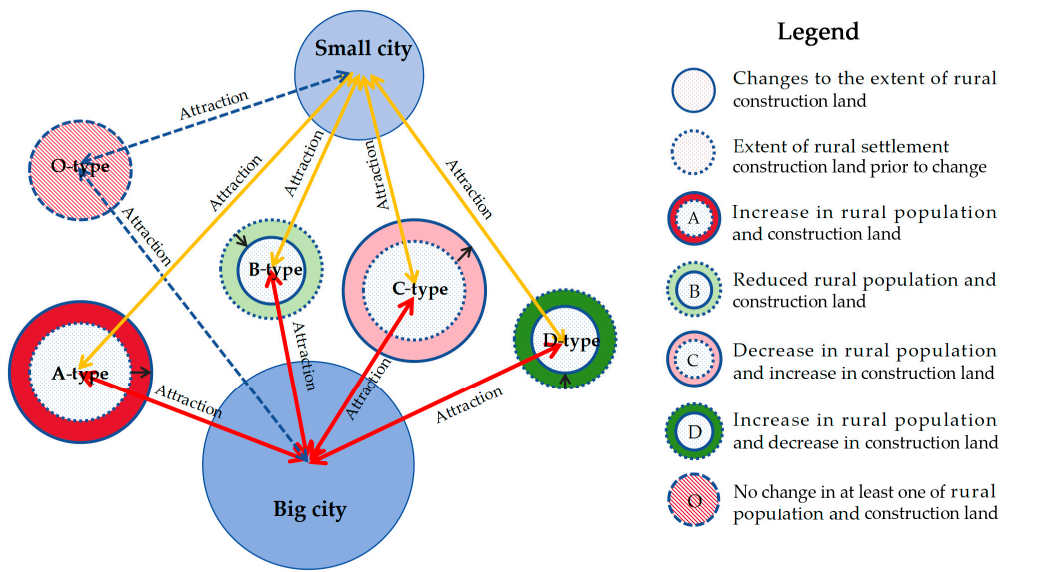 Small city
Attraction
O-type
Attraction
Attraction
Attraction
Attraction
Attraction
B-type
C-type
D-type
A-type
Attraction
Attraction
Attraction
Attraction
Big city
Legend
Changes to the extent of rural
construction land
Extent of rural settlement
construction land prior to change
A
Increase in rural population
and construction land
B
Reduced rural population and
construction land
C
Decrease in rural population
and increase in construction land
D
Increase in rural population
and decrease in construction land
O
No change in at least one of rural
population and construction land